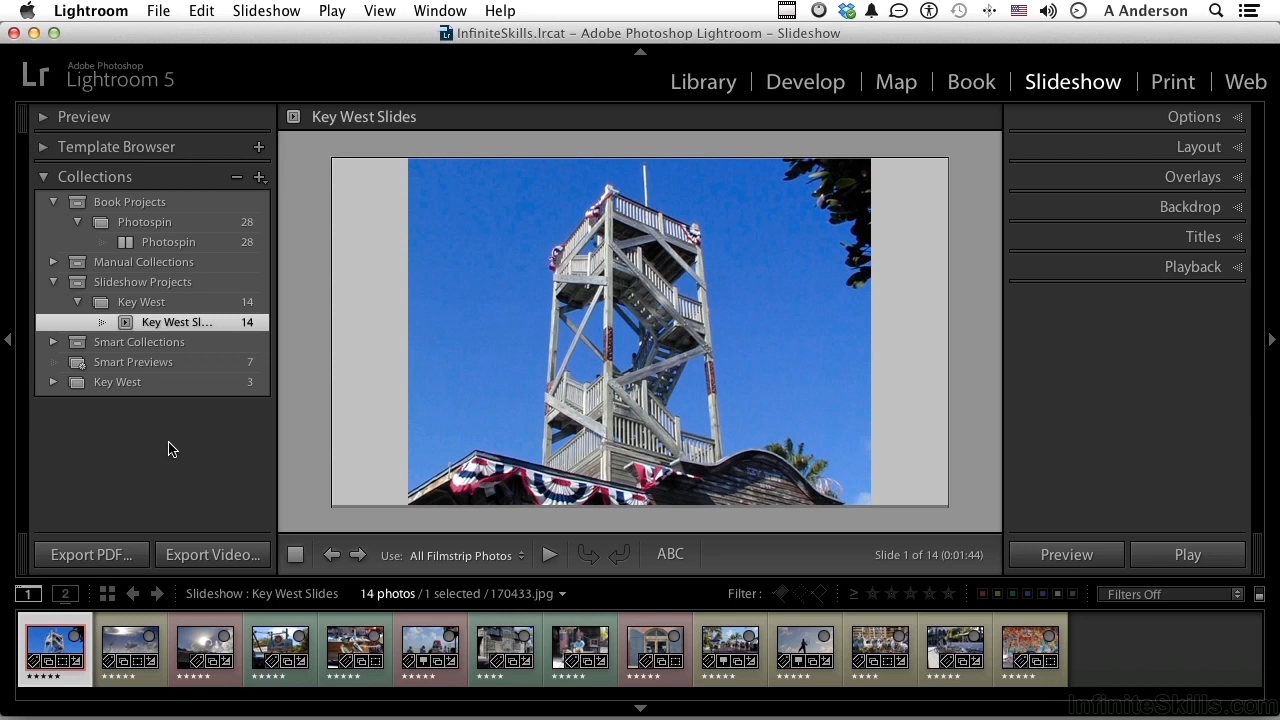 Lightroom File Edit Slideshow Play View Window Help A Anderson
InfiniteSkills.lrcat – Adobe Photoshop Lightroom – Slideshow
Lr Adobe Photoshop
Lightroom 5
Library Develop Map Book Slideshow Print Web
Preview
Template Browser
Collections
Book Projects
Photospin 28
Photospin 28
Manual Collections
Slideshow Projects
Key West 14
Key West Sl... 14
Smart Collections
Smart Previews 7
Key West 3
Export PDF... Export Video...
Key West Slides
Use: All Filmstrip Photos ABC Slide 1 of 14 (0:01:44)
Options
Layout
Overlays
Backdrop
Titles
Playback
Preview Play
1 2 Slideshow : Key West Slides 14 photos / 1 selected / 170433.jpg Filter : Filters Off
InfiniteSkills.com